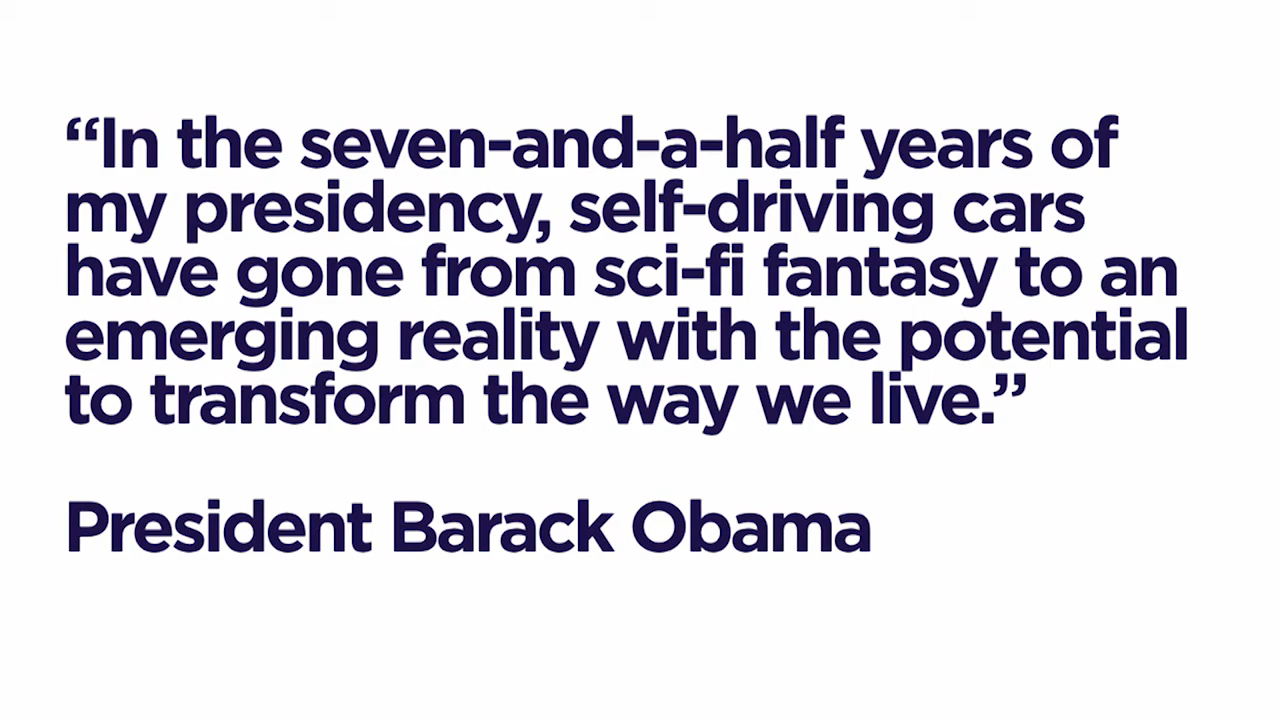 “In the seven-and-a-half years of
my presidency, self-driving cars
have gone from sci-fi fantasy to an
emerging reality with the potential
to transform the way we live.”
President Barack Obama